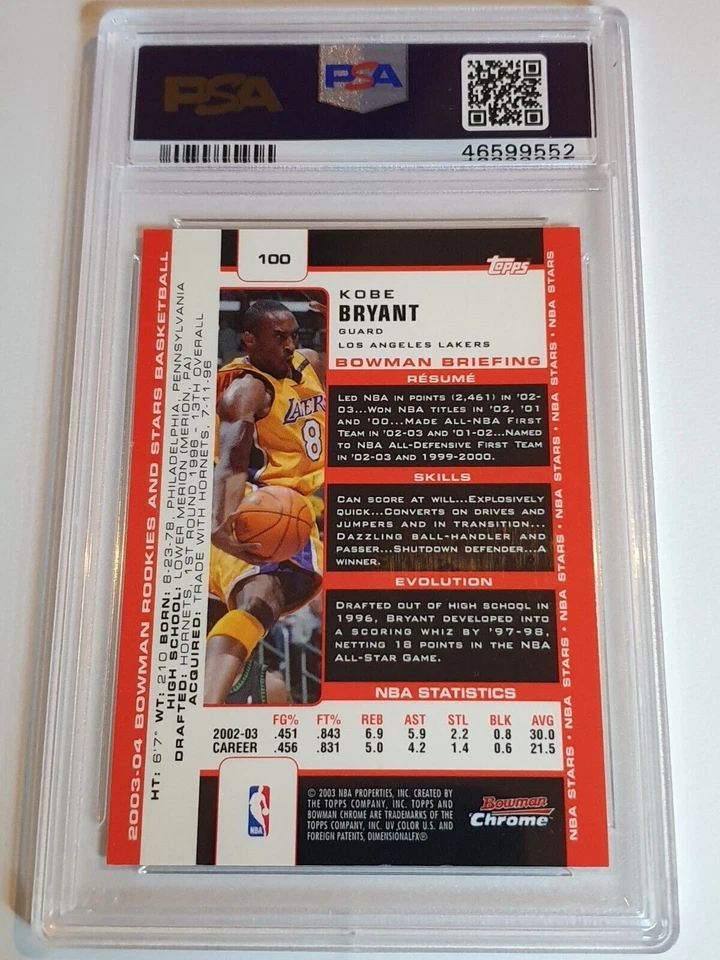 PSA
PSA
46599552
100
topps
KOBE
BRYANT
GUARD
LOS ANGELES LAKERS
BOWMAN BRIEFING
RÉSUMÉ
LED NBA IN POINTS (2,461) IN '02-
03...WON NBA TITLES IN '02, '01
AND '00...MADE ALL-NBA FIRST
TEAM IN '02-03 AND '01-02...NAMED
TO NBA ALL-DEFENSIVE FIRST TEAM
IN '02-03 AND 1999-2000.
SKILLS
CAN SCORE AT WILL...EXPLOSIVELY
QUICK...CONVERTS ON DRIVES AND
JUMPERS AND IN TRANSITION...
DAZZLING BALL-HANDLER AND
PASSER...SHUTDOWN DEFENDER...A
WINNER.
EVOLUTION
DRAFTED OUT OF HIGH SCHOOL IN
1996, BRYANT DEVELOPED INTO
A SCORING WHIZ BY '97-98,
NETTING 18 POINTS IN THE NBA
ALL-STAR GAME.
NBA STATISTICS
FG% FT% REB AST STL BLK AVG
2002-03 .451 .843 6.9 5.9 2.2 0.8 30.0
CAREER .456 .831 5.0 4.2 1.4 0.6 21.5
2003-04 BOWMAN ROOKIES AND STARS BASKETBALL
HT: 6'7" WT: 210 BORN: 8-23-78, PHILADELPHIA, PENNSYLVANIA
HIGH SCHOOL: LOWER MERION (MERION, PA)
DRAFTED: HORNETS, 1ST ROUND 1996 - 13TH OVERALL
ACQUIRED: TRADE WITH HORNETS, 7-11-96
LAKERS
8
NBA STARS • NBA STARS • NBA STARS • NBA STARS • NBA STARS • NBA STARS • NBA STARS
NBA
© 2003 NBA PROPERTIES, INC. CREATED BY
THE TOPPS COMPANY, INC. TOPPS AND
BOWMAN CHROME ARE TRADEMARKS OF THE
TOPPS COMPANY, INC. UV COLOR U.S. AND
FOREIGN PATENTS, DIMENSIONALFX®
Bowman
Chrome